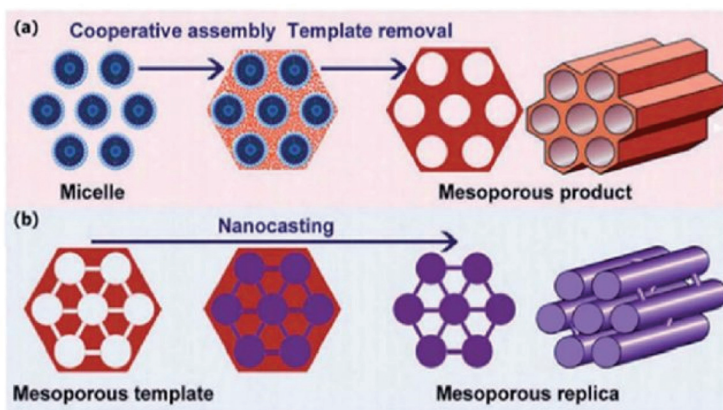 (a) Cooperative assembly Template removal
Micelle Mesoporous product
(b) Nanocasting
Mesoporous template Mesoporous replica